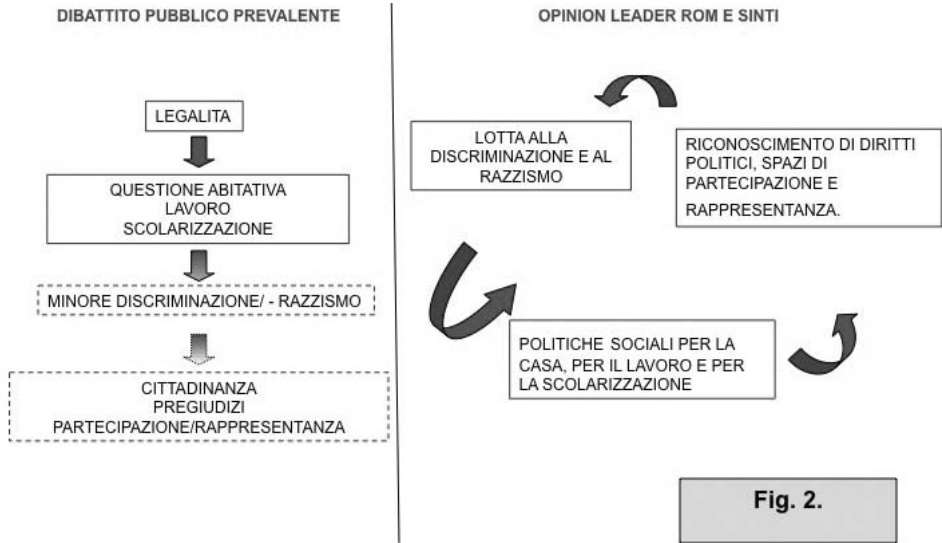 DIBATTITO PUBBLICO PREVALENTE
LEGALITA
QUESTIONE ABITATIVA
LAVORO
SCOLARIZZAZIONE
MINORE DISCRIMINAZIONE/ - RAZZISMO
CITTADINANZA
PREGIUDIZI
PARTECIPAZIONE/RAPPRESENTANZA
OPINION LEADER ROM E SINTI
LOTTA ALLA
DISCRIMINAZIONE E AL
RAZZISMO
RICONOSCIMENTO DI DIRITTI
POLITICI, SPAZI DI
PARTECIPAZIONE E
RAPPRESENTANZA.
POLITICHE SOCIALI PER LA
CASA, PER IL LAVORO E PER
LA SCOLARIZZAZIONE
Fig. 2.